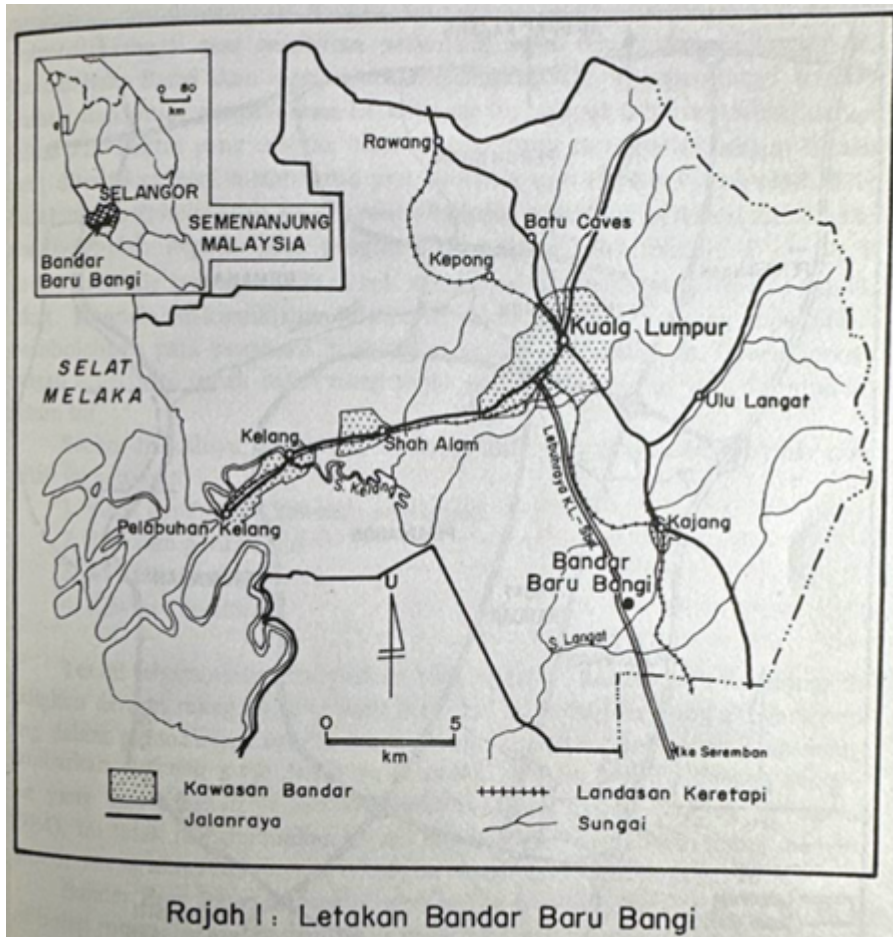 0 80
km
SELANGOR
SEMENANJUNG
MALAYSIA
Bandar
Baru Bangi
Rawang
Batu Caves
Kepong
Kuala Lumpur
SELAT
MELAKA
Ulu Langat
Kelang
Shah Alam
S. Kelang
Lebuhraya KL-
Pelabuhan Kelang
Kajang
Bandar
Baru Bangi
U
S. Langat
0 5
km
Ke Seremban
Kawasan Bandar
Landasan Keretapi
Jalanraya
Sungai
Rajah 1: Letakan Bandar Baru Bangi